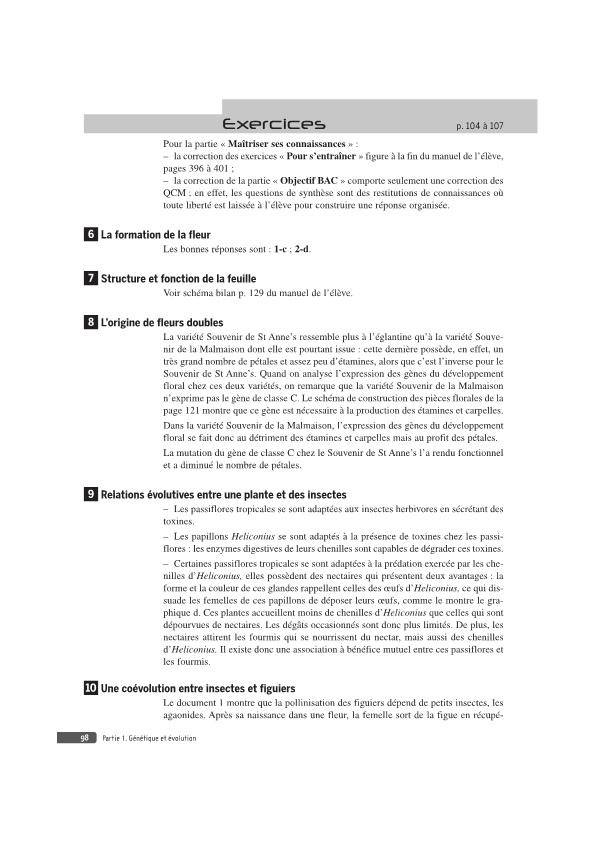 Exercices
p. 104 à 107
Pour la partie « Maîtriser ses connaissances » :
– la correction des exercices « Pour s'entraîner » figure à la fin du manuel de l'élève,
pages 396 à 401 ;
– la correction de la partie « Objectif BAC » comporte seulement une correction des
QCM ; en effet, les questions de synthèse sont des restitutions de connaissances où
toute liberté est laissée à l'élève pour construire une réponse organisée.
6 La formation de la fleur
Les bonnes réponses sont : 1-c ; 2-d.
7 Structure et fonction de la feuille
Voir schéma bilan p. 129 du manuel de l'élève.
8 L'origine de fleurs doubles
La variété Souvenir de St Anne's ressemble plus à l'églantine qu'à la variété Souve-
nir de la Malmaison dont elle est pourtant issue : cette dernière possède, en effet, un
très grand nombre de pétales et assez peu d'étamines, alors que c'est l'inverse pour le
Souvenir de St Anne's. Quand on analyse l'expression des gènes du développement
floral chez ces deux variétés, on remarque que la variété Souvenir de la Malmaison
n'exprime pas le gène de classe C. Le schéma de construction des pièces florales de la
page 121 montre que ce gène est nécessaire à la production des étamines et carpelles.
Dans la variété Souvenir de la Malmaison, l'expression des gènes du développement
floral se fait donc au détriment des étamines et carpelles mais au profit des pétales.
La mutation du gène de classe C chez le Souvenir de St Anne's l'a rendu fonctionnel
et a diminué le nombre de pétales.
9 Relations évolutives entre une plante et des insectes
– Les passiflores tropicales se sont adaptées aux insectes herbivores en sécrétant des
toxines.
– Les papillons Heliconius se sont adaptés à la présence de toxines chez les passi-
flores : les enzymes digestives de leurs chenilles sont capables de dégrader ces toxines.
– Certaines passiflores tropicales se sont adaptées à la prédation exercée par les che-
nilles d'Heliconius, elles possèdent des nectaires qui présentent deux avantages : la
forme et la couleur de ces glandes rappellent celles des œufs d'Heliconius, ce qui dis-
suade les femelles de ces papillons de déposer leurs œufs, comme le montre le gra-
phique d. Ces plantes accueillent moins de chenilles d'Heliconius que celles qui sont
dépourvues de nectaires. Les dégâts occasionnés sont donc plus limités. De plus, les
nectaires attirent les fourmis qui se nourrissent du nectar, mais aussi des chenilles
d'Heliconius. Il existe donc une association à bénéfice mutuel entre ces passiflores et
les fourmis.
10 Une coévolution entre insectes et figuiers
Le document 1 montre que la pollinisation des figuiers dépend de petits insectes, les
agaonides. Après sa naissance dans une fleur, la femelle sort de la figue en récupé-
98 Partie 1. Génétique et évolution